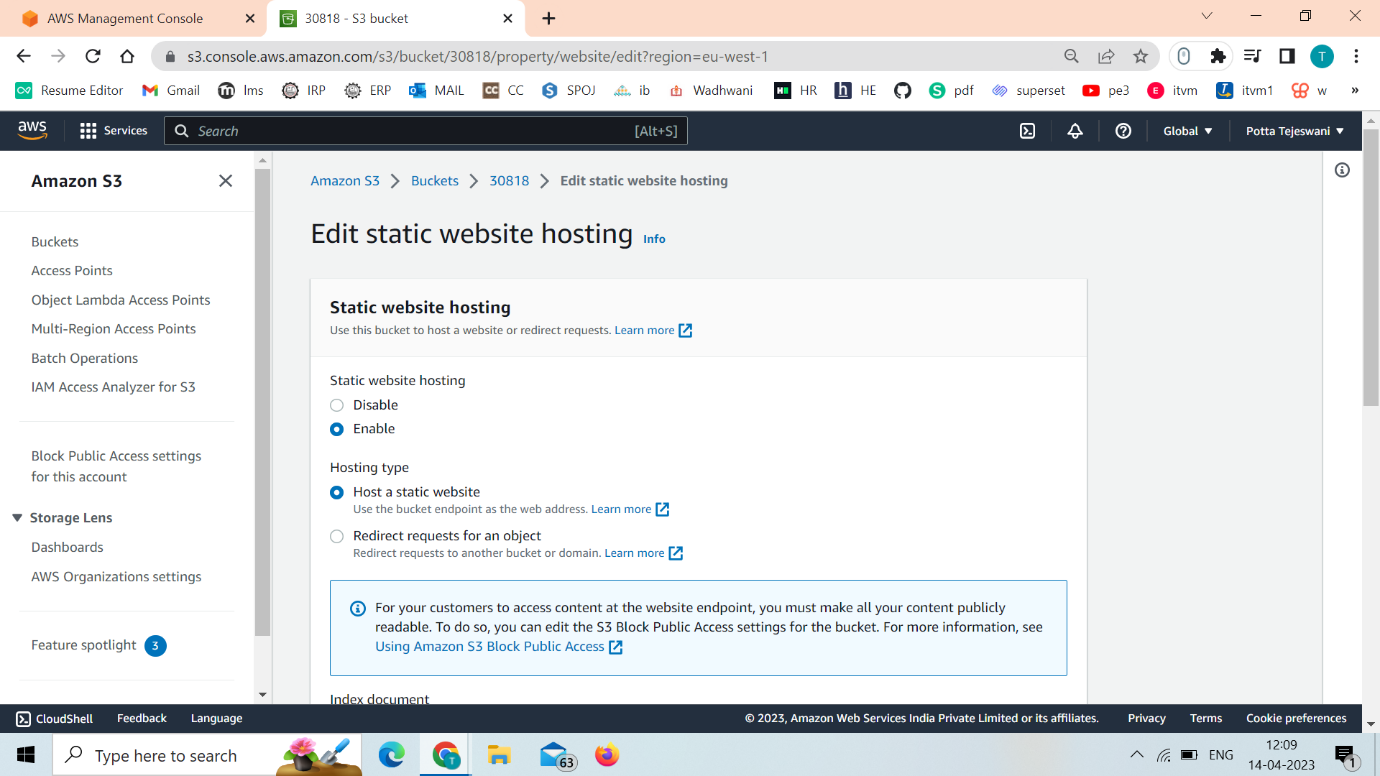 AWS Management Console
30818 - S3 bucket
s3.console.aws.amazon.com/s3/bucket/30818/property/website/edit?region=eu-west-1
T
Resume Editor
Gmail
lms
IRP
ERP
MAIL
CC CC
S SPOJ
ib
Wadhwani
HR
h HE
S pdf
superset
pe3
E itvm
itvm1
w
»
aws
Services
Search
[Alt+S]
Global
Potta Tejeswani
Amazon S3
Buckets
Access Points
Object Lambda Access Points
Multi-Region Access Points
Batch Operations
IAM Access Analyzer for S3
Block Public Access settings
for this account
Storage Lens
Dashboards
AWS Organizations settings
Feature spotlight 3
Amazon S3 > Buckets > 30818 > Edit static website hosting
Edit static website hosting Info
Static website hosting
Use this bucket to host a website or redirect requests. Learn more
Static website hosting
Disable
Enable
Hosting type
Host a static website
Use the bucket endpoint as the web address. Learn more
Redirect requests for an object
Redirect requests to another bucket or domain. Learn more
For your customers to access content at the website endpoint, you must make all your content publicly
readable. To do so, you can edit the S3 Block Public Access settings for the bucket. For more information, see
Using Amazon S3 Block Public Access
Index document
CloudShell
Feedback
Language
© 2023, Amazon Web Services India Private Limited or its affiliates.
Privacy
Terms
Cookie preferences
Type here to search
T
63
ENG
12:09
14-04-2023
1